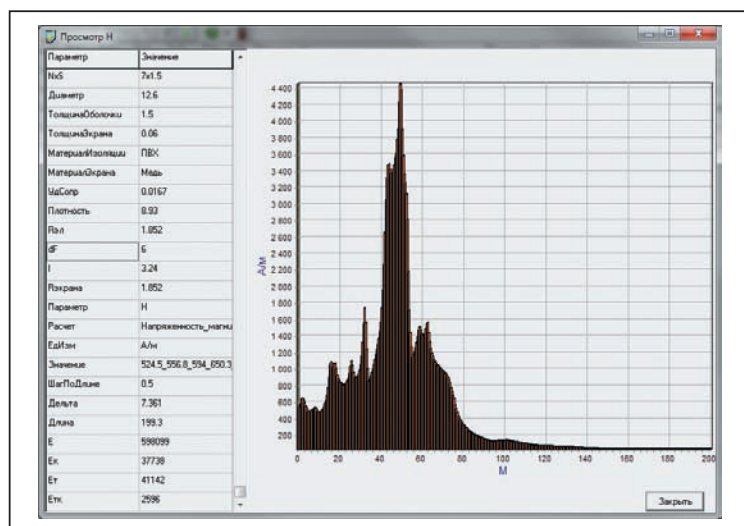 Просмотр H
Параметр Значение
NxS 7x1.5
Диаметр 12.6
ТолщинаОболочки 1.5
ТолщинаЭкрана 0.06
МатериалИзоляции ПВХ
МатериалЭкрана Медь
УдСопр 0.0167
Плотность 8.93
Rэл 1.852
dF 6
I 3.24
Rэкрана 1.852
Параметр H
Расчет Напряженность_магни
ЕдИзм А/м
Значение 524.5_556.8_594_650.3
ШагПоДлине 0.5
Дельта 7.361
Длина 199.3
E 598099
Eк 37738
Eт 41142
Eтк 2596
А/м
4 400
4 200
4 000
3 800
3 600
3 400
3 200
3 000
2 800
2 600
2 400
2 200
2 000
1 800
1 600
1 400
1 200
1 000
800
600
400
200
0 20 40 60 80 100 120 140 160 180 200
М
Закрыть